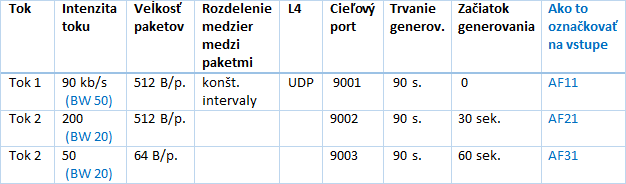 Tok Intenzita toku Veľkosť paketov Rozdelenie medzier medzi paketmi L4 Cieľový port Trvanie generov. Začiatok generovania Ako to označkovať na vstupe
Tok 1 90 kb/s (BW 50) 512 B/p. konšt. intervaly UDP 9001 90 s. 0 AF11
Tok 2 200 (BW 20) 512 B/p. 9002 90 s. 30 sek. AF21
Tok 2 50 (BW 20) 64 B/p. 9003 90 s. 60 sek. AF31